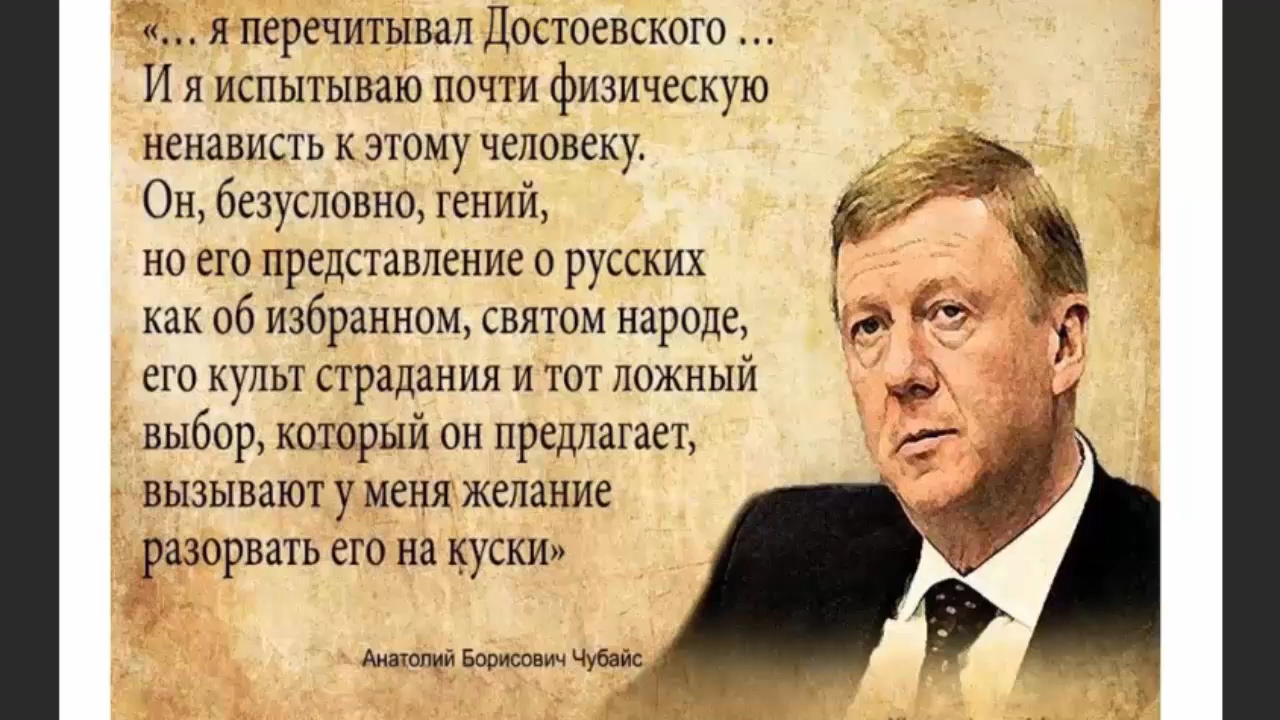 «… я перечитывал Достоевского …
И я испытываю почти физическую
ненависть к этому человеку.
Он, безусловно, гений,
но его представление о русских
как об избранном, святом народе,
его культ страдания и тот ложный
выбор, который он предлагает,
вызывают у меня желание
разорвать его на куски»
Анатолий Борисович Чубайс